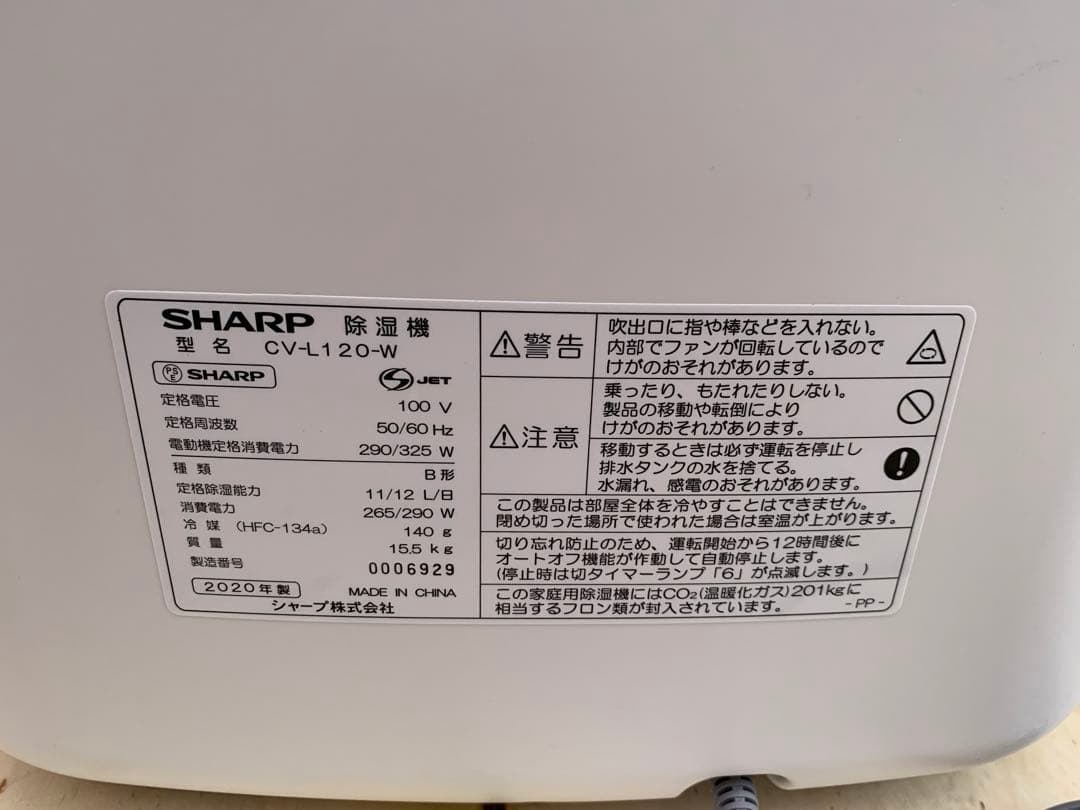 SHARP 除湿機
型名 CV-L120-W
PSE SHARP
JET
定格電圧 100 V
定格周波数 50/60 Hz
電動機定格消費電力 290/325 W
種類 B形
定格除湿能力 11/12 L/日
消費電力 265/290 W
冷媒 (HFC-134a) 140 g
質量 15.5 kg
製造番号 0006929
2020年製 MADE IN CHINA
シャープ株式会社
⚠警告
吹出口に指や棒などを入れない。
内部でファンが回転しているので
けがのおそれがあります。
⚠注意
乗ったり、もたれたりしない。
製品の移動や転倒により
けがのおそれがあります。
移動するときは必ず運転を停止し
排水タンクの水を捨てる。
水漏れ、感電のおそれがあります。
この製品は部屋全体を冷やすことはできません。
閉め切った場所で使われた場合は室温が上がります。
切り忘れ防止のため、運転開始から12時間後に
オートオフ機能が作動して自動停止します。
(停止時は切タイマーランプ「6」が点滅します。)
この家庭用除湿機にはCO₂(温暖化ガス)201kgに
相当するフロン類が封入されています。 -PP-